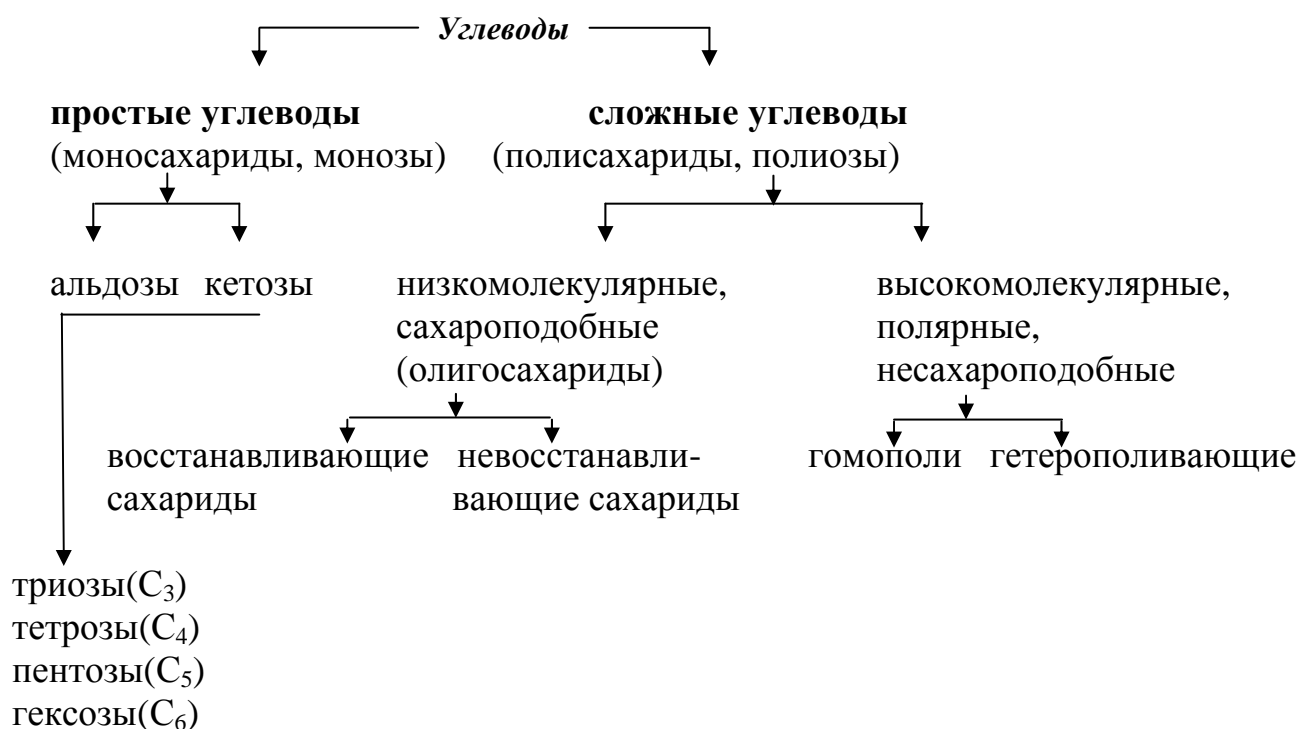 Углеводы
простые углеводы сложные углеводы
(моносахариды, монозы) (полисахариды, полиозы)
альдозы кетозы низкомолекулярные, высокомолекулярные,
сахароподобные полярные,
(олигосахариды) несахароподобные
восстанавливающие невосстанавли- гомополи гетерополивающие
сахариды вающие сахариды
триозы(C₃)
тетрозы(C₄)
пентозы(C₅)
гексозы(C₆)